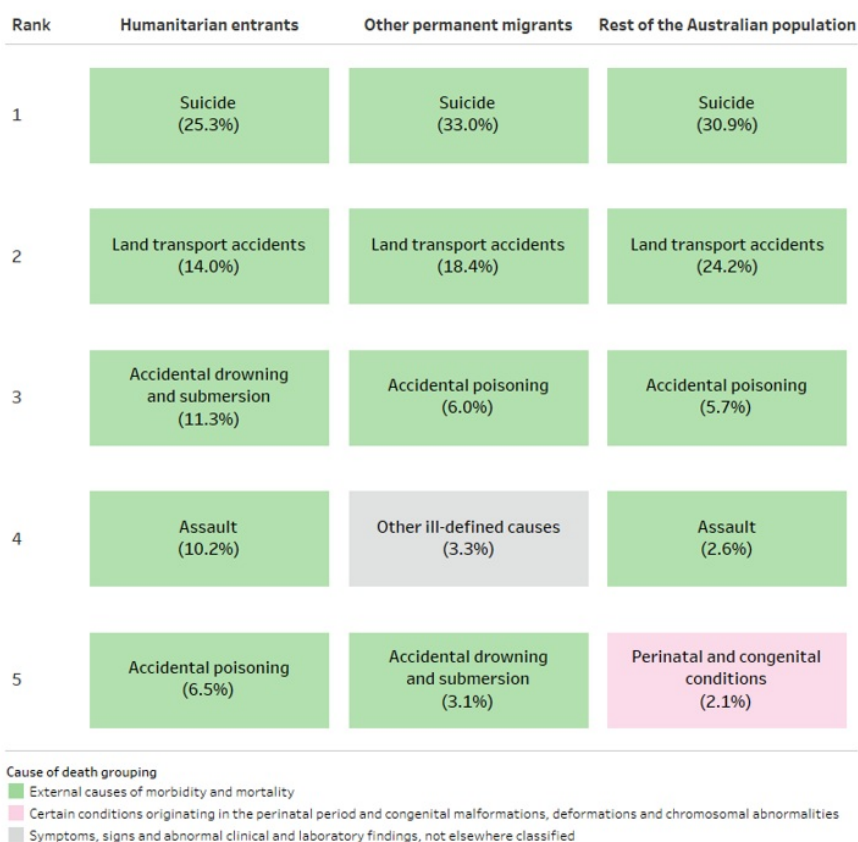 Rank Humanitarian entrants Other permanent migrants Rest of the Australian population
1
Suicide
(25.3%)
Suicide
(33.0%)
Suicide
(30.9%)
2
Land transport accidents
(14.0%)
Land transport accidents
(18.4%)
Land transport accidents
(24.2%)
3
Accidental drowning
and submersion
(11.3%)
Accidental poisoning
(6.0%)
Accidental poisoning
(5.7%)
4
Assault
(10.2%)
Other ill-defined causes
(3.3%)
Assault
(2.6%)
5
Accidental poisoning
(6.5%)
Accidental drowning
and submersion
(3.1%)
Perinatal and congenital
conditions
(2.1%)
Cause of death grouping
External causes of morbidity and mortality
Certain conditions originating in the perinatal period and congenital malformations, deformations and chromosomal abnormalities
Symptoms, signs and abnormal clinical and laboratory findings, not elsewhere classified